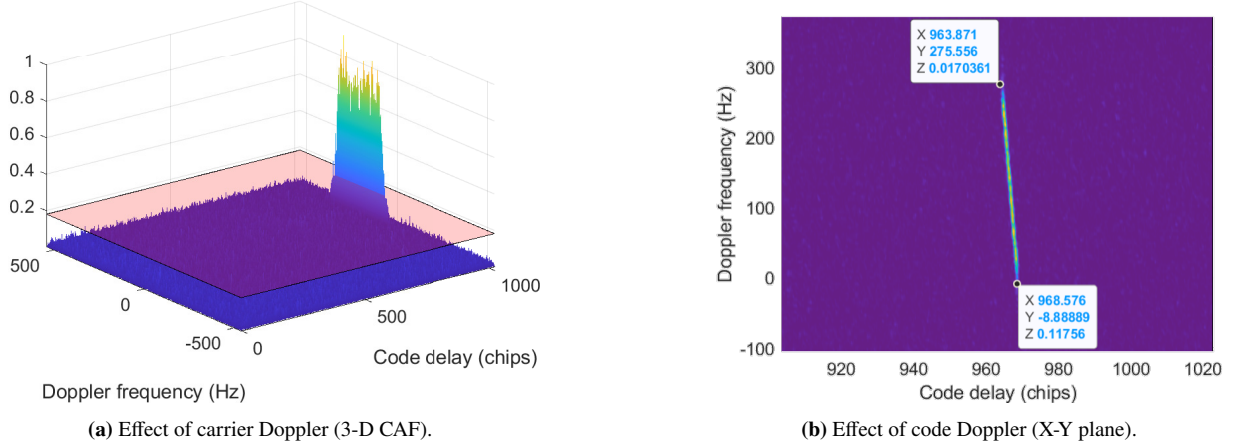 1
0.8
0.6
0.4
0.2
500
0
-500
0
500
1000
Code delay (chips)
Doppler frequency (Hz)
(a) Effect of carrier Doppler (3-D CAF).
X 963.871
Y 275.556
Z 0.0170361
X 968.576
Y -8.88889
Z 0.11756
300
200
100
0
-100
Doppler frequency (Hz)
920
940
960
980
1000
1020
Code delay (chips)
(b) Effect of code Doppler (X-Y plane).